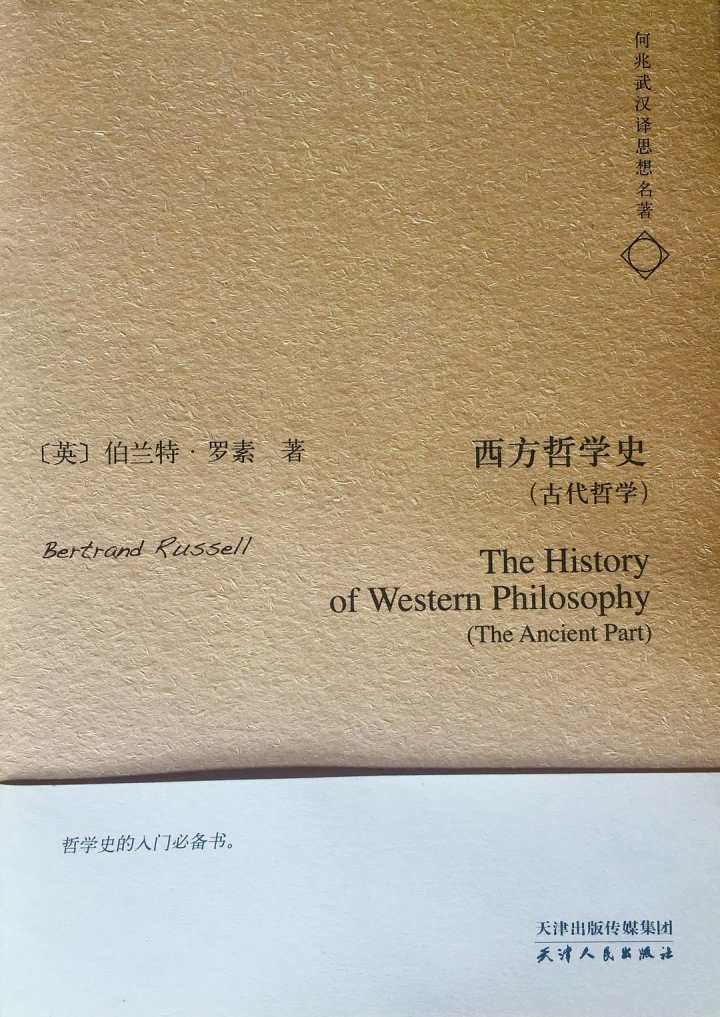 何兆武汉译思想名著
〔英〕伯兰特·罗素 著
西方哲学史
（古代哲学）
Bertrand Russell
The History
of Western Philosophy
(The Ancient Part)
哲学史的入门必备书。
天津出版传媒集团
天津人民出版社